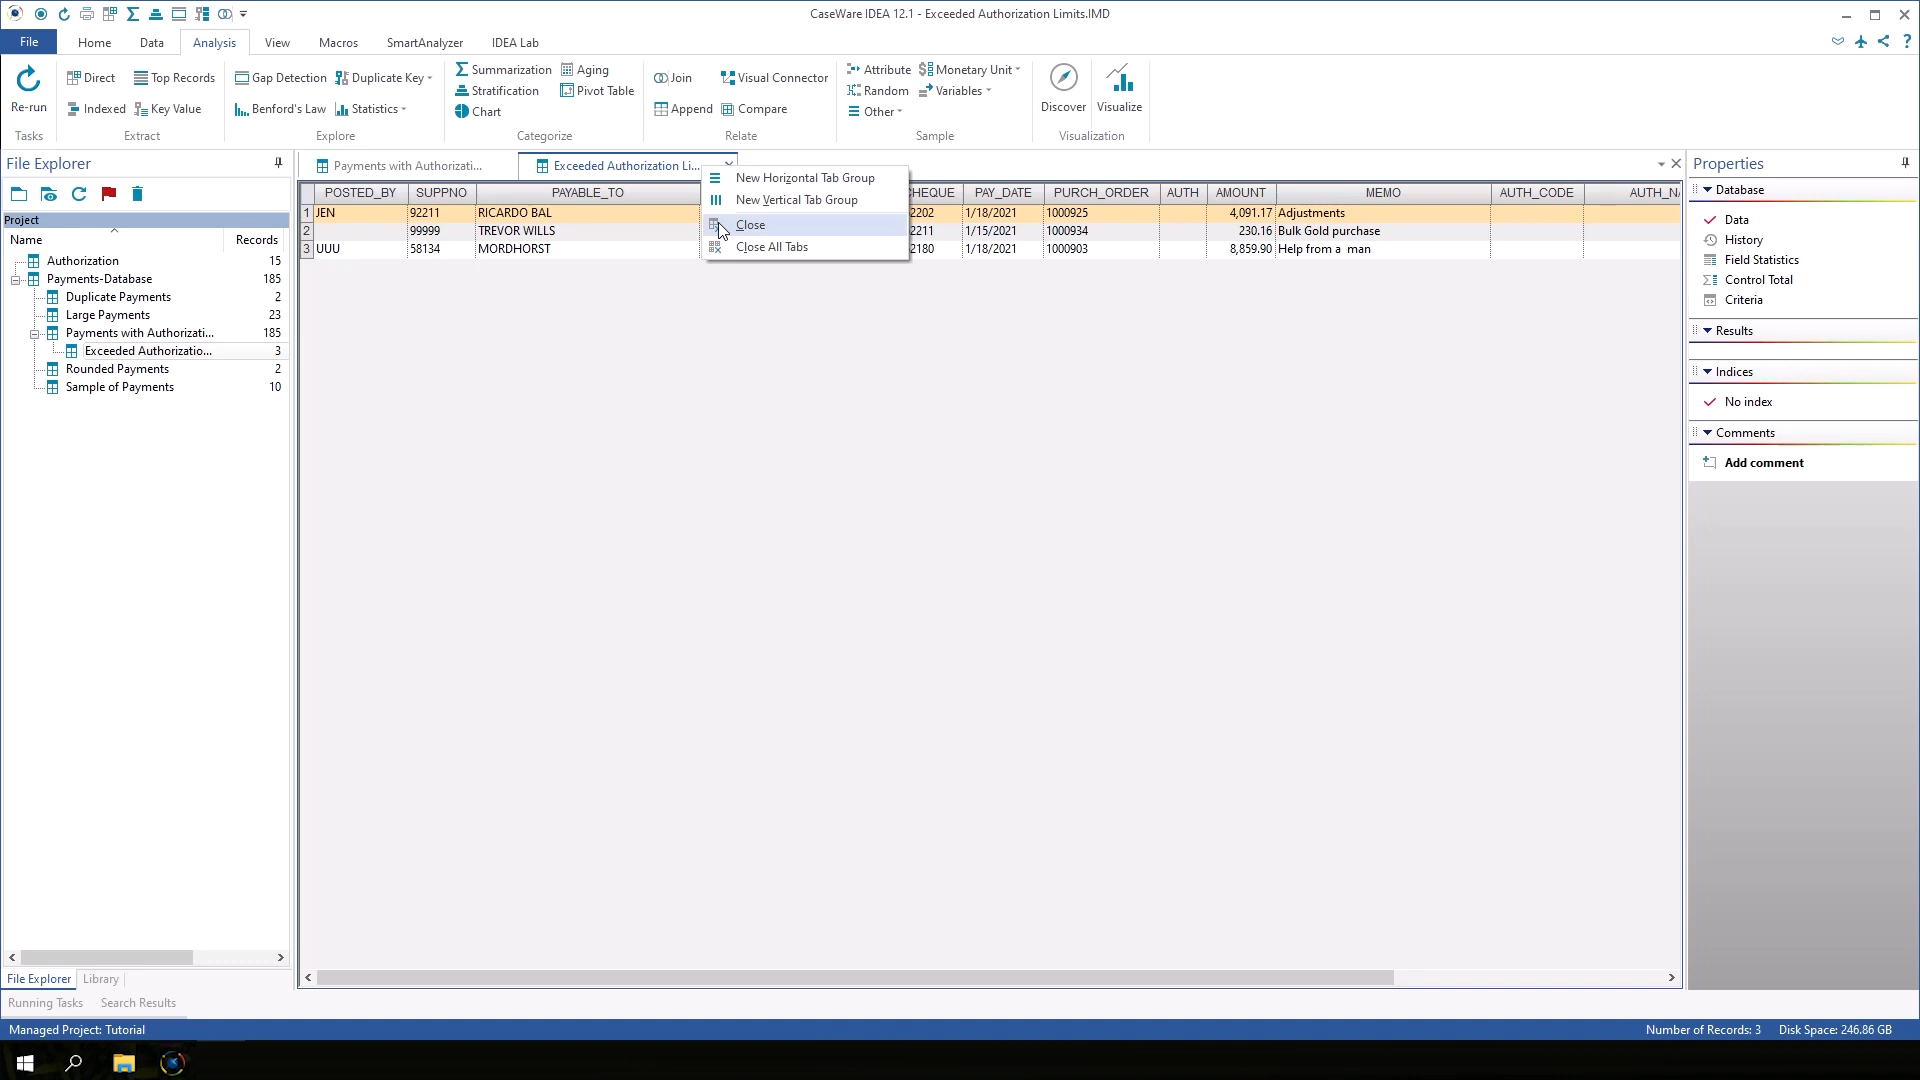 CaseWare IDEA 12.1 - Exceeded Authorization Limits.IMD
File Home Data Analysis View Macros SmartAnalyzer IDEA Lab
Re-run
Tasks
Direct Top Records
Indexed Key Value
Extract
Gap Detection Duplicate Key
Benford's Law Statistics
Explore
Summarization Aging
Stratification Pivot Table
Chart
Categorize
Join Visual Connector
Append Compare
Relate
Attribute Monetary Unit
Random Variables
Other
Sample
Discover Visualize
Visualization
File Explorer
Project
Name Records
Authorization 15
Payments-Database 185
Duplicate Payments 2
Large Payments 23
Payments with Authorizati... 185
Exceeded Authorizatio... 3
Rounded Payments 2
Sample of Payments 10
File Explorer Library
Running Tasks Search Results
Payments with Authorizati... Exceeded Authorization Li...
POSTED_BY SUPPNO PAYABLE_TO CHEQUE PAY_DATE PURCH_ORDER AUTH AMOUNT MEMO AUTH_CODE AUTH_NA
1 JEN 92211 RICARDO BAL 2202 1/18/2021 1000925 4,091.17 Adjustments
2 99999 TREVOR WILLS 2211 1/15/2021 1000934 230.16 Bulk Gold purchase
3 UUU 58134 MORDHORST 2180 1/18/2021 1000903 8,859.90 Help from a man
New Horizontal Tab Group
New Vertical Tab Group
Close
Close All Tabs
Properties
Database
Data
History
Field Statistics
Control Total
Criteria
Results
Indices
No index
Comments
Add comment
Managed Project: Tutorial Number of Records: 3 Disk Space: 246.86 GB